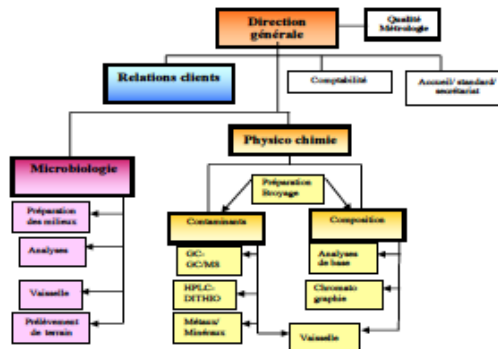 Direction
générale
Qualité
Métrologie
Relations clients
Comptabilité
Accueil/ standard/
secrétariat
Physico chimie
Microbiologie
Préparation
Broyage
Préparation
des milieux
Contaminants
Composition
Analyses
GC-
GC/MS
Analyses
de base
Vaisselle
HPLC-
DITHIO
Chromato
graphie
Prélèvement
de terrain
Métaux/
Minéraux
Vaisselle